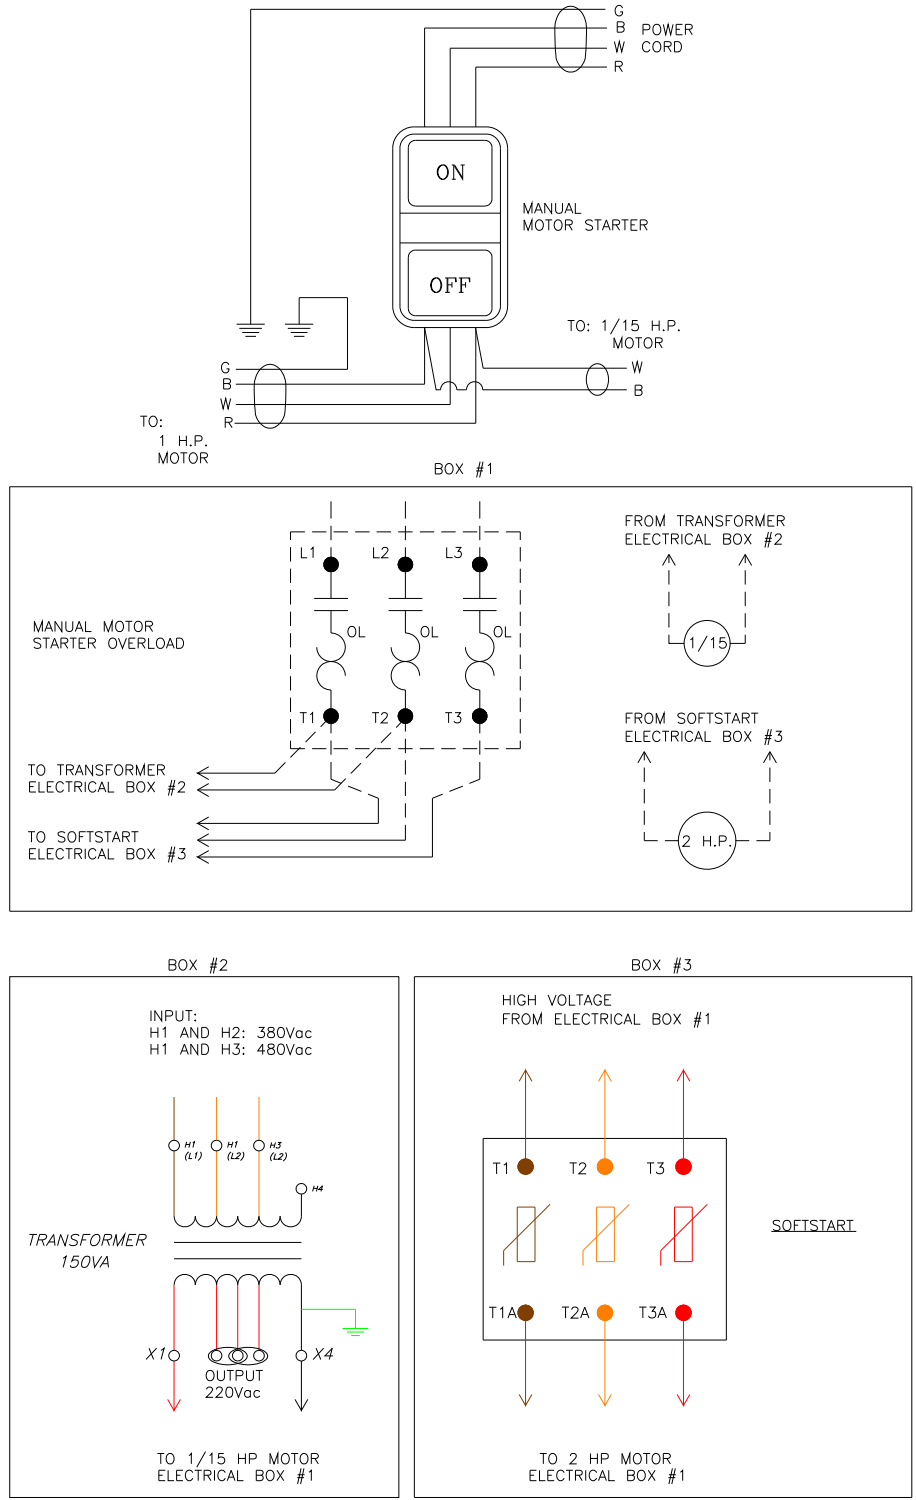 G
B POWER
W CORD
R
ON
MANUAL
MOTOR STARTER
OFF
TO: 1/15 H.P.
MOTOR
W
B
G
B
W
R
TO:
1 H.P.
MOTOR
BOX #1
FROM TRANSFORMER
ELECTRICAL BOX #2
L1 L2 L3
MANUAL MOTOR
STARTER OVERLOAD
OL OL OL
1/15
T1 T2 T3
FROM SOFTSTART
ELECTRICAL BOX #3
TO TRANSFORMER
ELECTRICAL BOX #2
TO SOFTSTART
ELECTRICAL BOX #3
2 H.P.
BOX #2
INPUT:
H1 AND H2: 380Vac
H1 AND H3: 480Vac
H1 H1 H3
(L1) (L2) (L2)
H4
TRANSFORMER
150VA
X1 X4
OUTPUT
220Vac
TO 1/15 HP MOTOR
ELECTRICAL BOX #1
BOX #3
HIGH VOLTAGE
FROM ELECTRICAL BOX #1
T1 T2 T3
SOFTSTART
T1A T2A T3A
TO 2 HP MOTOR
ELECTRICAL BOX #1